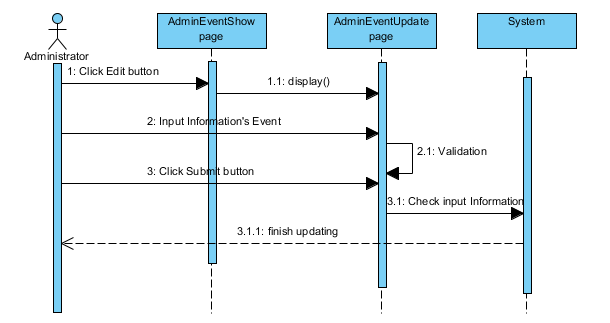 AdminEventShow
page
AdminEventUpdate
page
System
Administrator
1: Click Edit button
1.1: display()
2: Input Information's Event
2.1: Validation
3: Click Submit button
3.1: Check input Information
3.1.1: finish updating